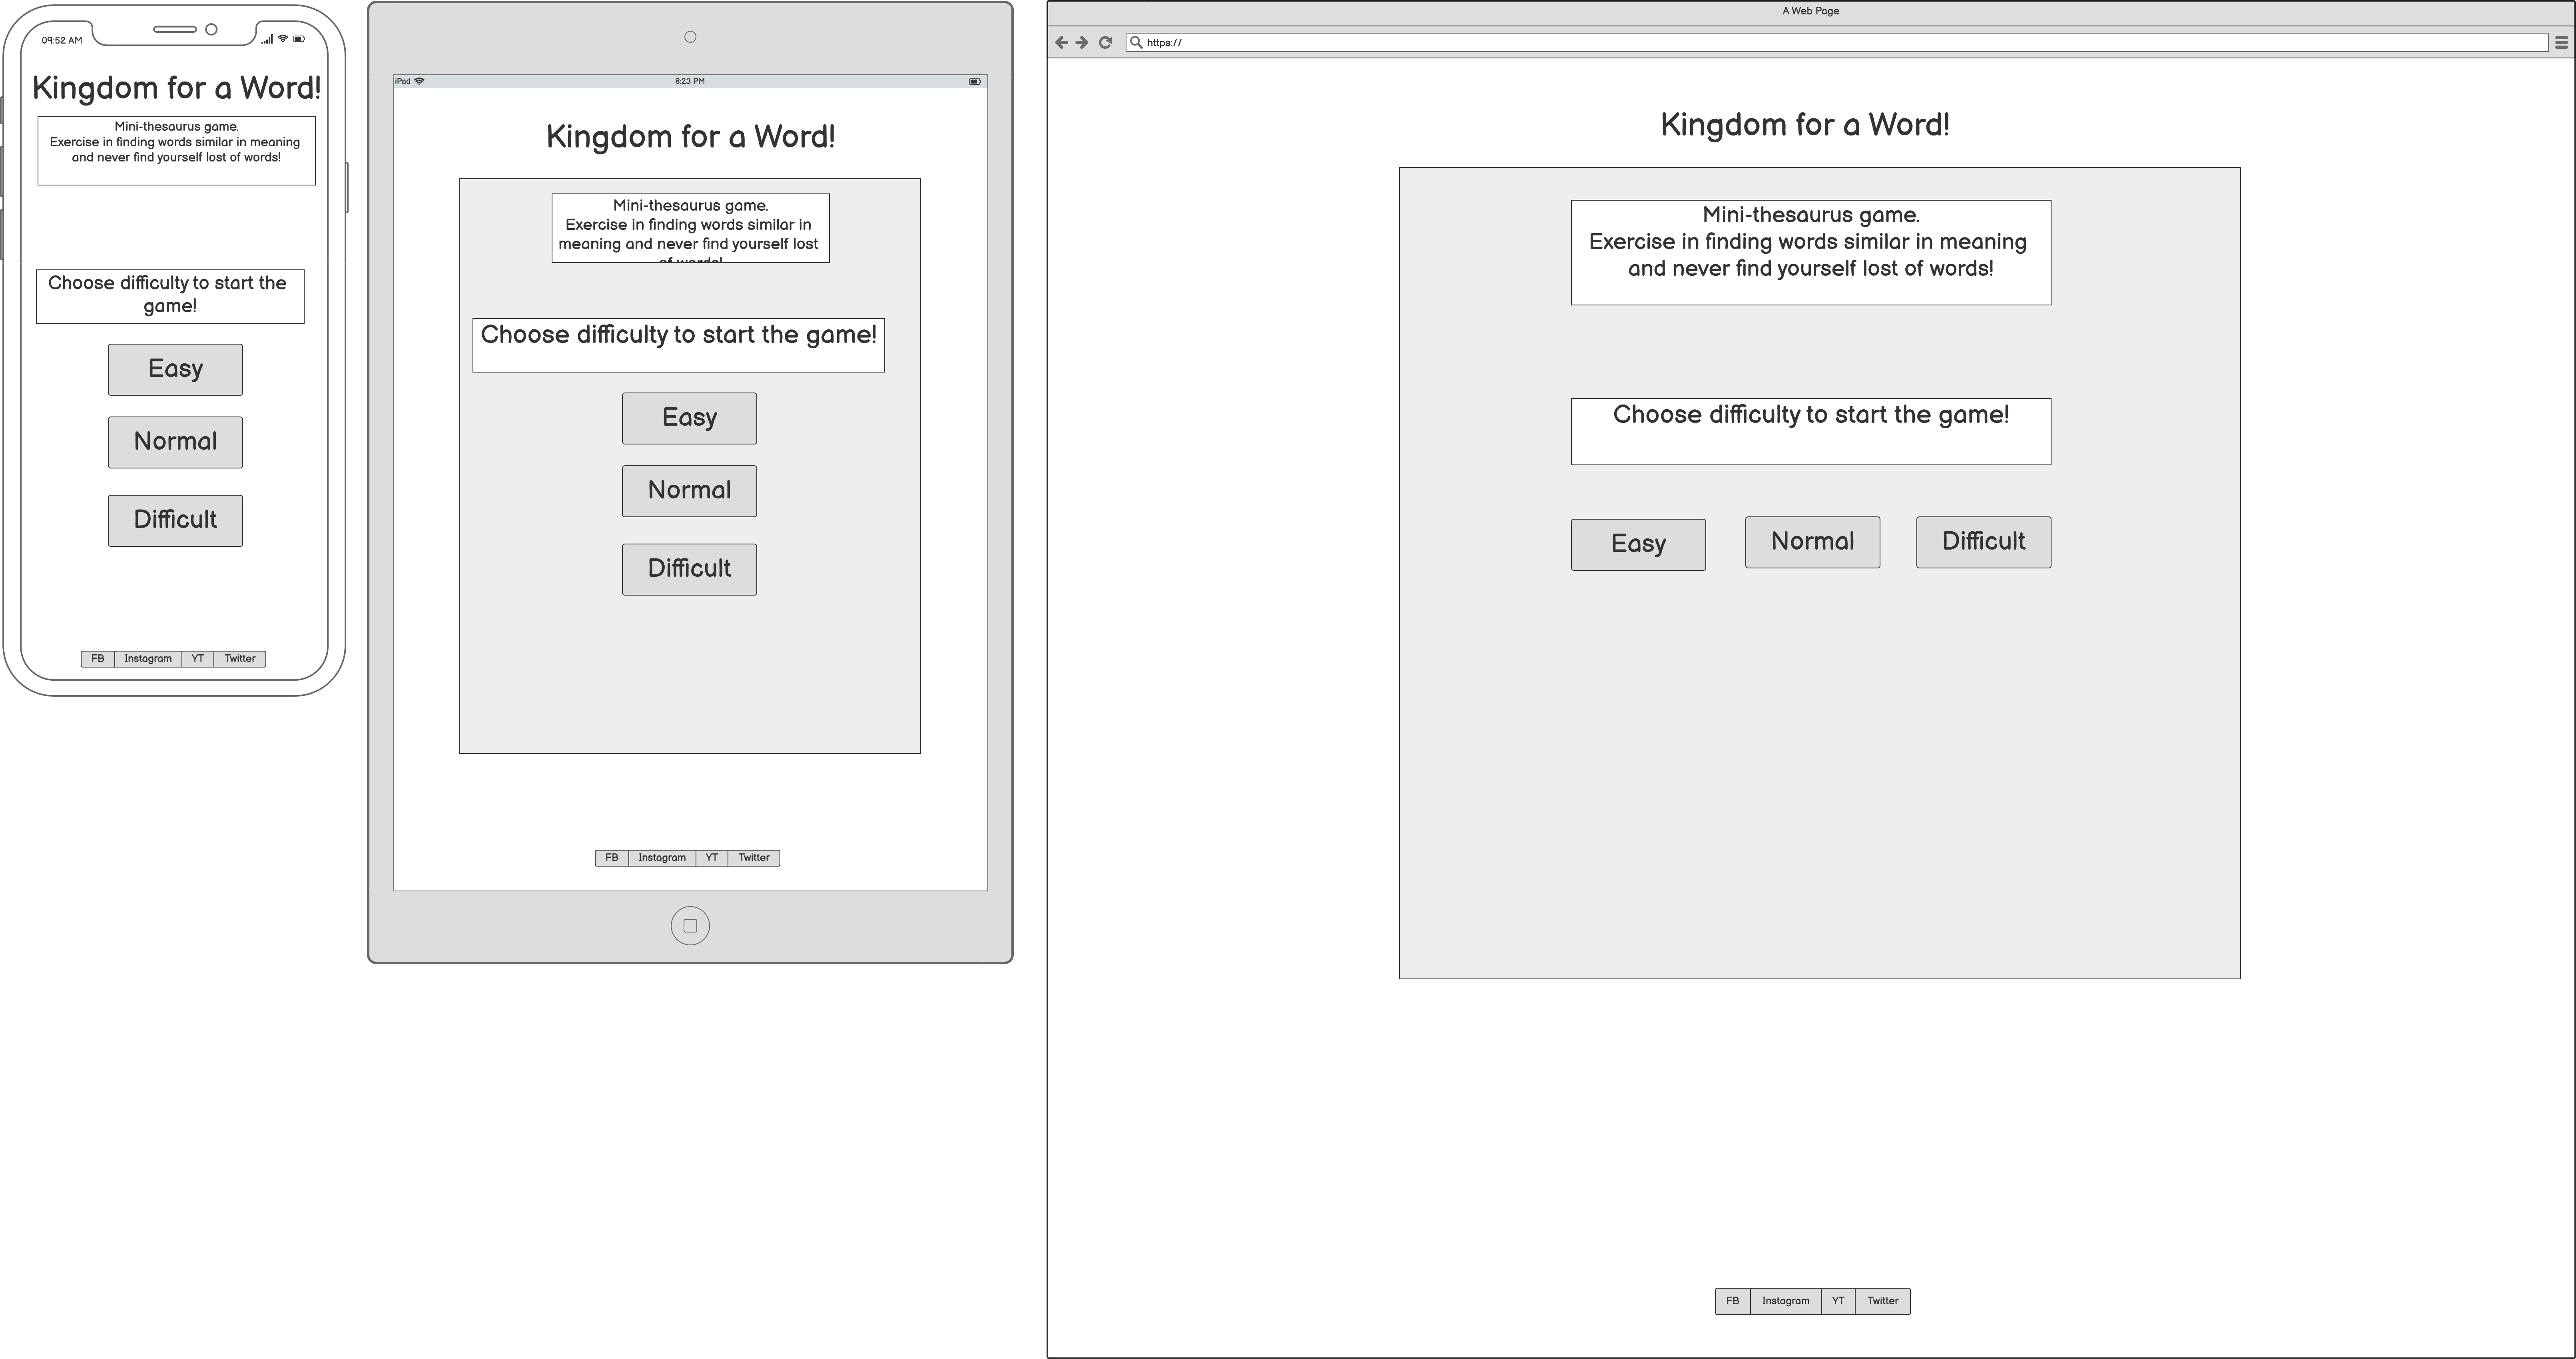 09:52 AM
Kingdom for a Word!
Mini-thesaurus game.
Exercise in finding words similar in meaning
and never find yourself lost of words!
Choose difficulty to start the
game!
Easy
Normal
Difficult
FB Instagram YT Twitter
iPad 8:23 PM
Kingdom for a Word!
Mini-thesaurus game.
Exercise in finding words similar in
meaning and never find yourself lost
of words!
Choose difficulty to start the game!
Easy
Normal
Difficult
FB Instagram YT Twitter
A Web Page
https://
Kingdom for a Word!
Mini-thesaurus game.
Exercise in finding words similar in meaning
and never find yourself lost of words!
Choose difficulty to start the game!
Easy Normal Difficult
FB Instagram YT Twitter